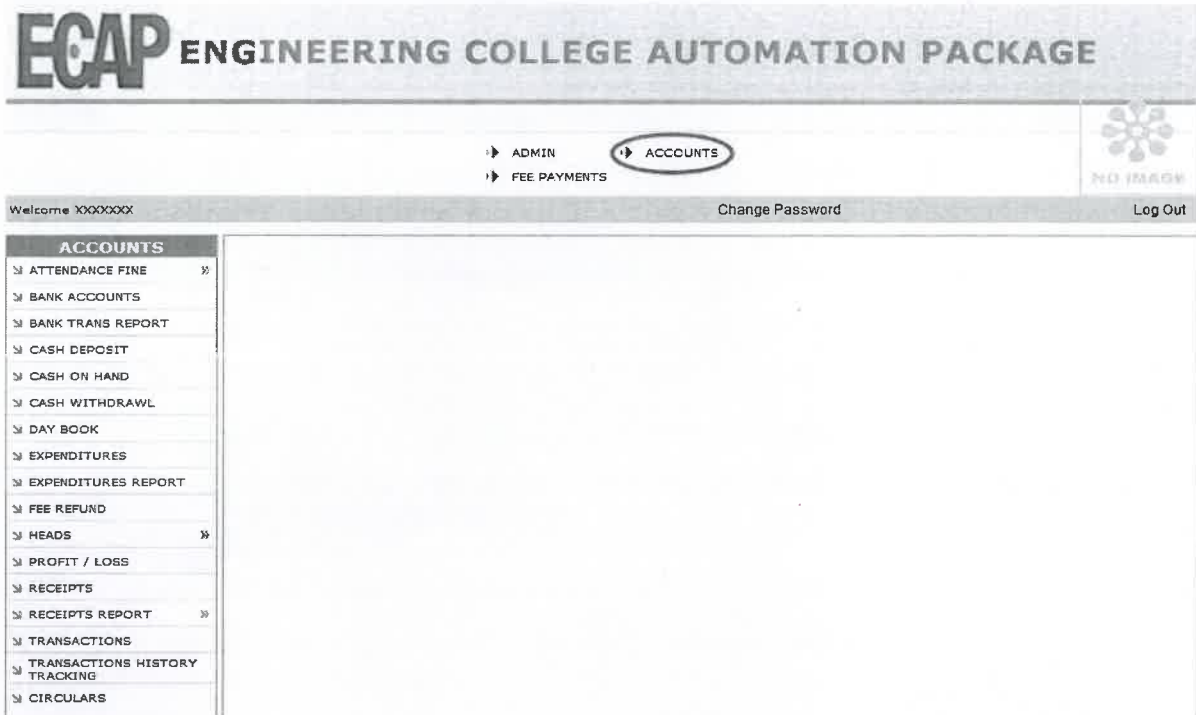 ECAP ENGINEERING COLLEGE AUTOMATION PACKAGE
ADMIN ACCOUNTS
FEE PAYMENTS
NO IMAGE
Welcome XXXXXXX Change Password Log Out
ACCOUNTS
ATTENDANCE FINE »
BANK ACCOUNTS
BANK TRANS REPORT
CASH DEPOSIT
CASH ON HAND
CASH WITHDRAWL
DAY BOOK
EXPENDITURES
EXPENDITURES REPORT
FEE REFUND
HEADS »
PROFIT / LOSS
RECEIPTS
RECEIPTS REPORT »
TRANSACTIONS
TRANSACTIONS HISTORY
TRACKING
CIRCULARS